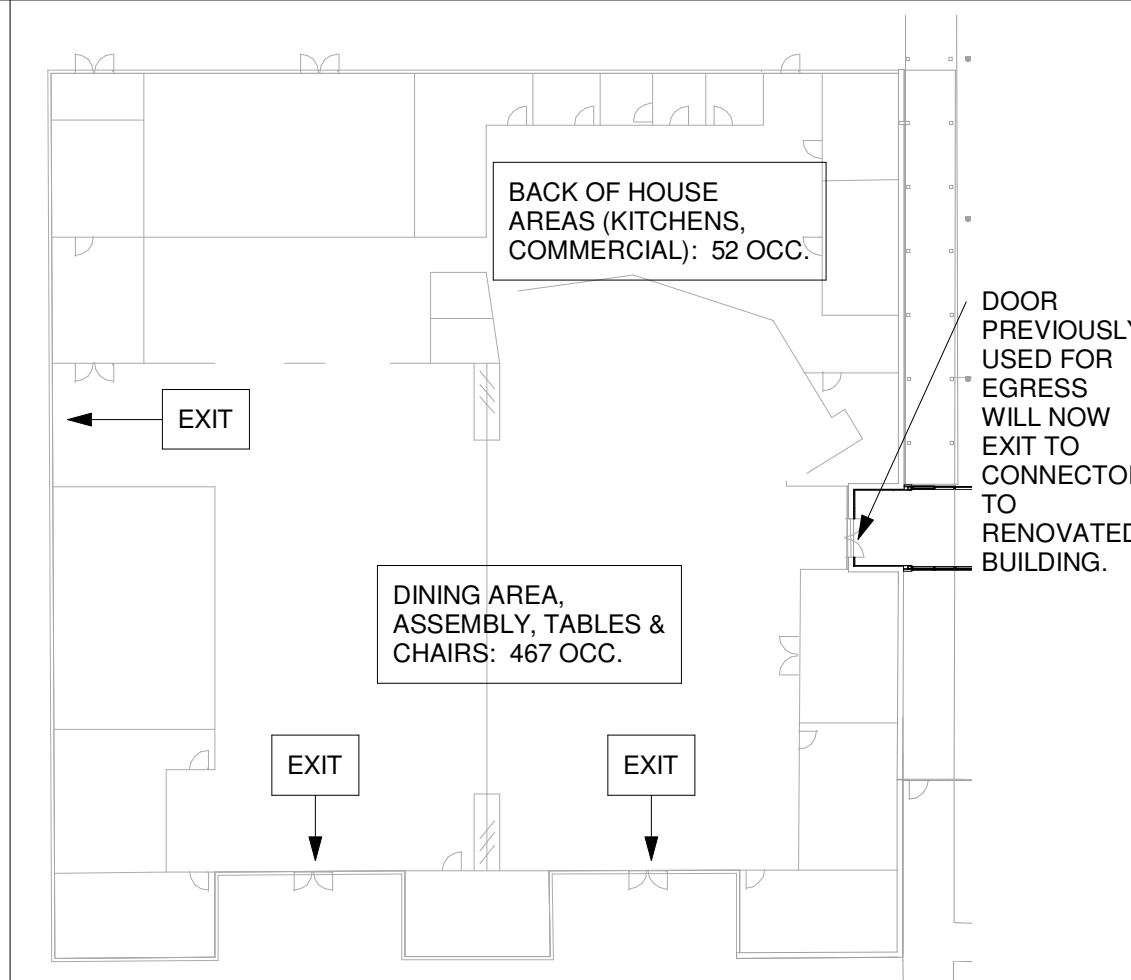 BACK OF HOUSE
AREAS (KITCHENS,
COMMERCIAL): 52 OCC.
DOOR
PREVIOUSLY
USED FOR
EGRESS
WILL NOW
EXIT TO
CONNECTOR
TO
RENOVATED
BUILDING.
EXIT
DINING AREA,
ASSEMBLY, TABLES &
CHAIRS: 467 OCC.
EXIT
EXIT